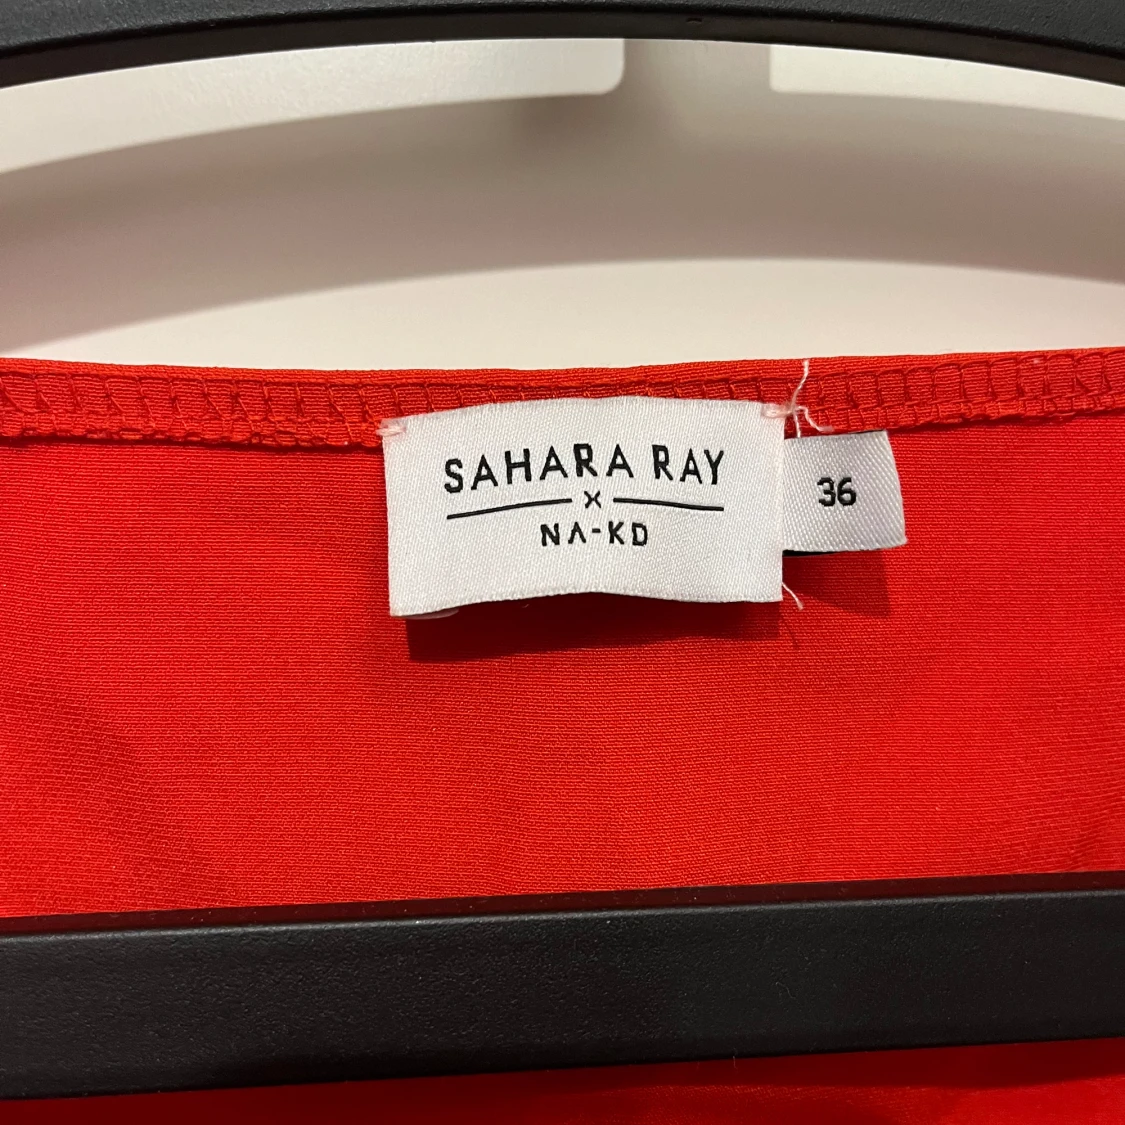 SAHARA RAY
×
NA-KD
36